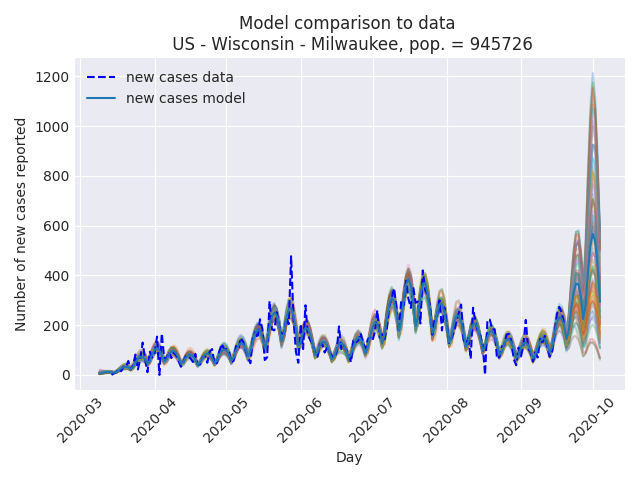 Model comparison to data
US - Wisconsin - Milwaukee, pop. = 945726
new cases data
new cases model
Number of new cases reported
1200
1000
800
600
400
200
0
2020-03
2020-04
2020-05
2020-06
2020-07
2020-08
2020-09
2020-10
Day